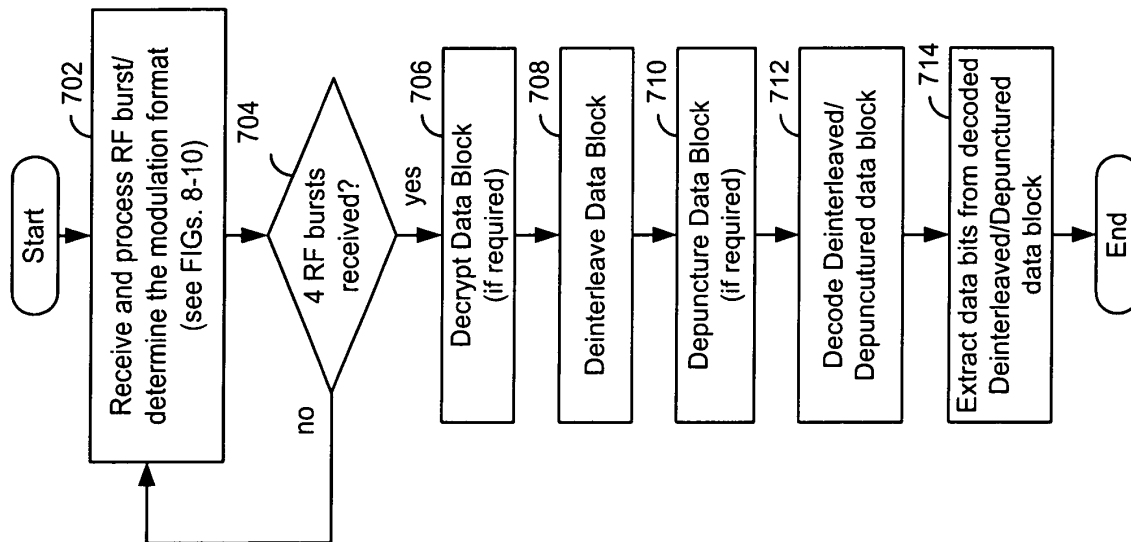 Start
702
Receive and process RF burst/
determine the modulation format
(see FIGs. 8-10)
704
4 RF bursts
received?
no
yes
706
Decrypt Data Block
(if required)
708
Deinterleave Data Block
710
Depuncture Data Block
(if required)
712
Decode Deinterleaved/
Depuncutured data block
714
Extract data bits from decoded
Deinterleaved/Depunctured
data block
End